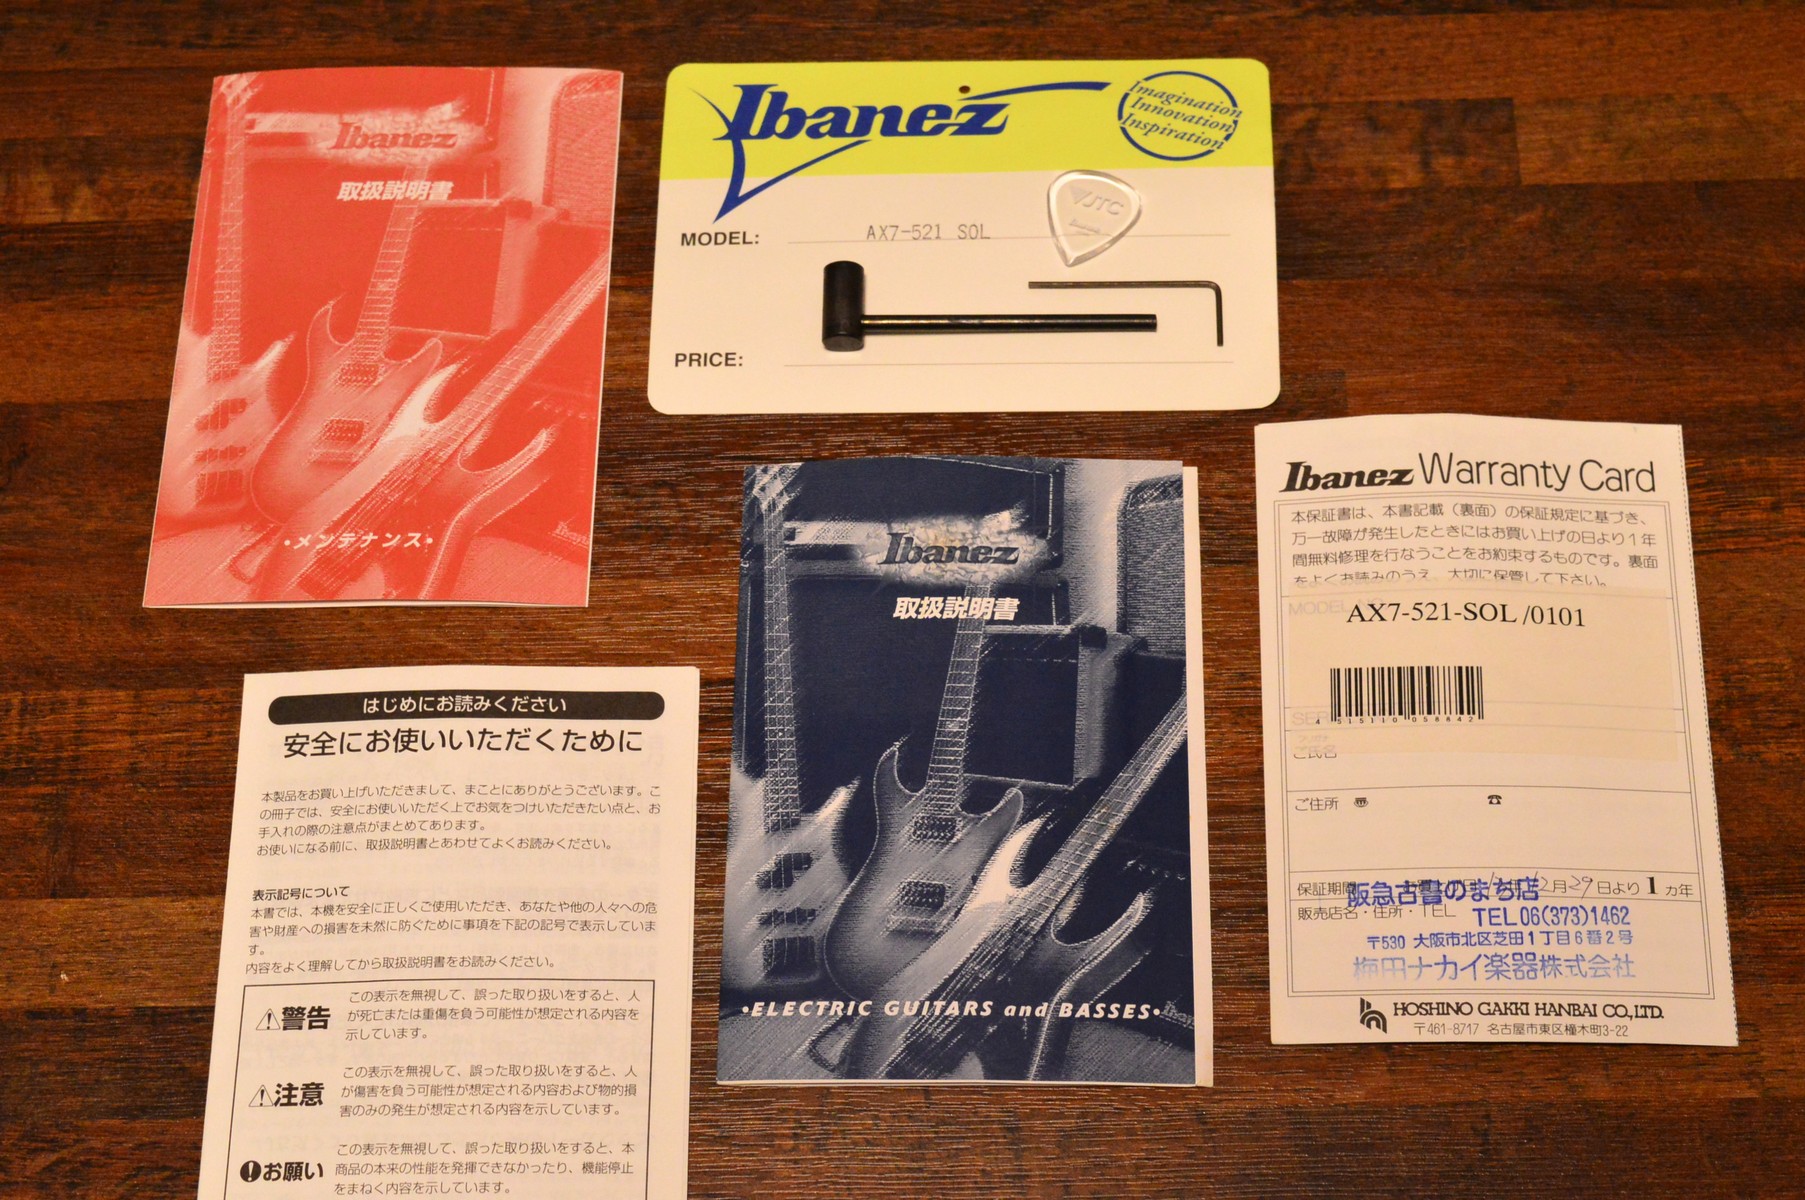 Ibanez
取扱説明書
・メンテナンス・
Ibanez
Imagination
Innovation
Inspiration
MODEL: AX7-521 SOL
JTC
PRICE:
はじめにお読みください
安全にお使いいただくために
本製品をお買い上げいただきまして、まことにありがとうございます。こ
の冊子では、安全にお使いいただく上でお気をつけいただきたい点と、お
手入れの際の注意点がまとめてあります。
お使いになる前に、取扱説明書とあわせてよくお読みください。
表示記号について
本書では、本機を安全に正しくご使用いただき、あなたや他の人々への危
害や財産への損害を未然に防ぐために事項を下記の記号で表示していま
す。
内容をよく理解してから取扱説明書をお読みください。
警告
この表示を無視して、誤った取り扱いをすると、人
が死亡または重傷を負う可能性が想定される内容を
示しています。
注意
この表示を無視して、誤った取り扱いをすると、人
が傷害を負う可能性が想定される内容および物的損
害のみの発生が想定される内容を示しています。
お願い
この表示を無視して、誤った取り扱いをすると、本
商品の本来の性能を発揮できなかったり、機能停止
をまねく内容を示しています。
Ibanez
取扱説明書
・ELECTRIC GUITARS and BASSES・
Ibanez Warranty Card
本保証書は、本書記載（裏面）の保証規定に基づき、
万一故障が発生したときにはお買い上げの日より1年
間無料修理を行なうことをお約束するものです。裏面
をよくお読みのうえ、大切に保管して下さい。
MODEL
AX7-521-SOL /0101
4 515110 058842
SER
ご氏名
ご住所 〠 ☎
保証期間 月29日より1ヵ年
阪急古書のまち店
販売店名・住所・TEL
TEL06(373)1462
〒530 大阪市北区芝田1丁目6番2号
梅田ナカイ楽器株式会社
HOSHINO GAKKI HANBAI CO.,LTD.
〒461-8717 名古屋市東区橦木町3-22